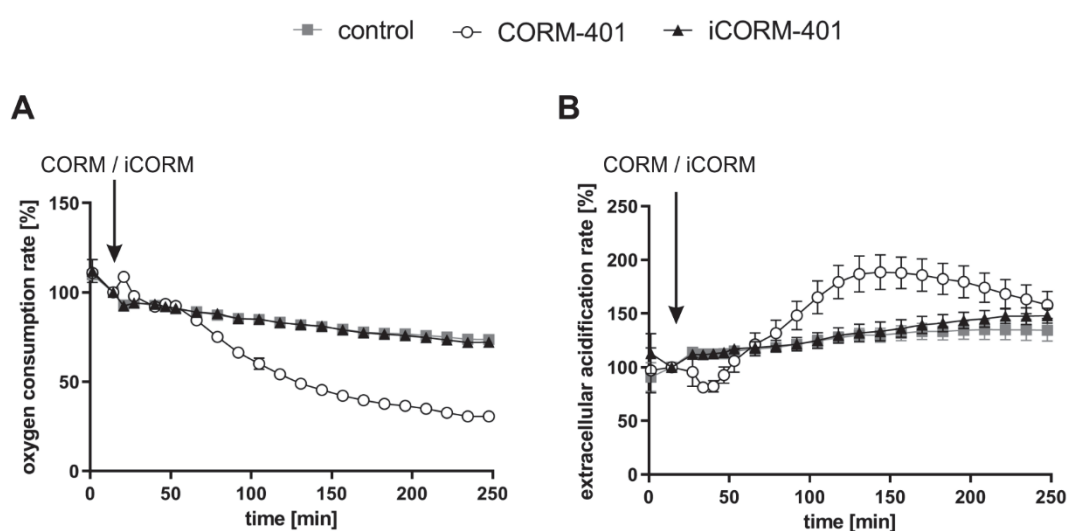 control CORM-401 iCORM-401
A
CORM / iCORM
150
100
50
0
oxygen consumption rate [%]
0 50 100 150 200 250
time [min]
B
CORM / iCORM
250
200
150
100
50
0
extracellular acidification rate [%]
0 50 100 150 200 250
time [min]